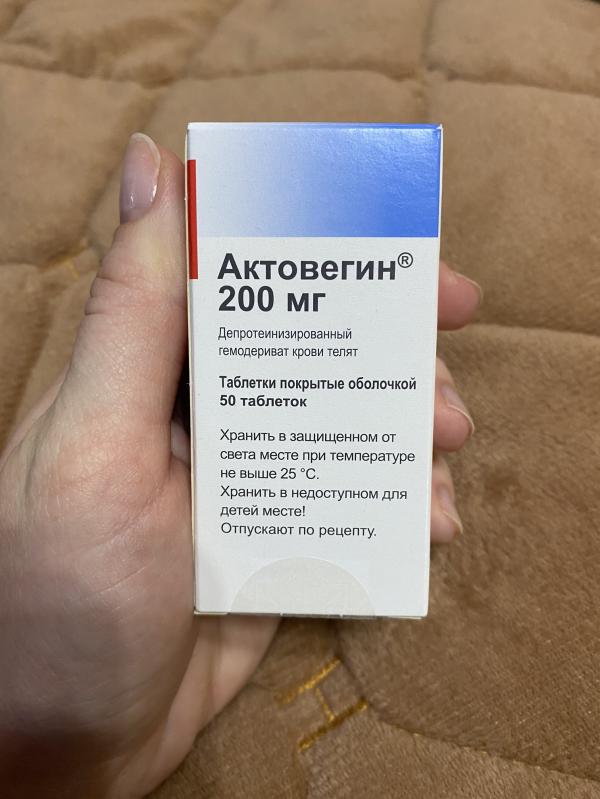 Актовегин®
200 мг
Депротеинизированный
гемодериват крови телят
Таблетки покрытые оболочкой
50 таблеток
Хранить в защищенном от
света месте при температуре
не выше 25 °C.
Хранить в недоступном для
детей месте!
Отпускают по рецепту.